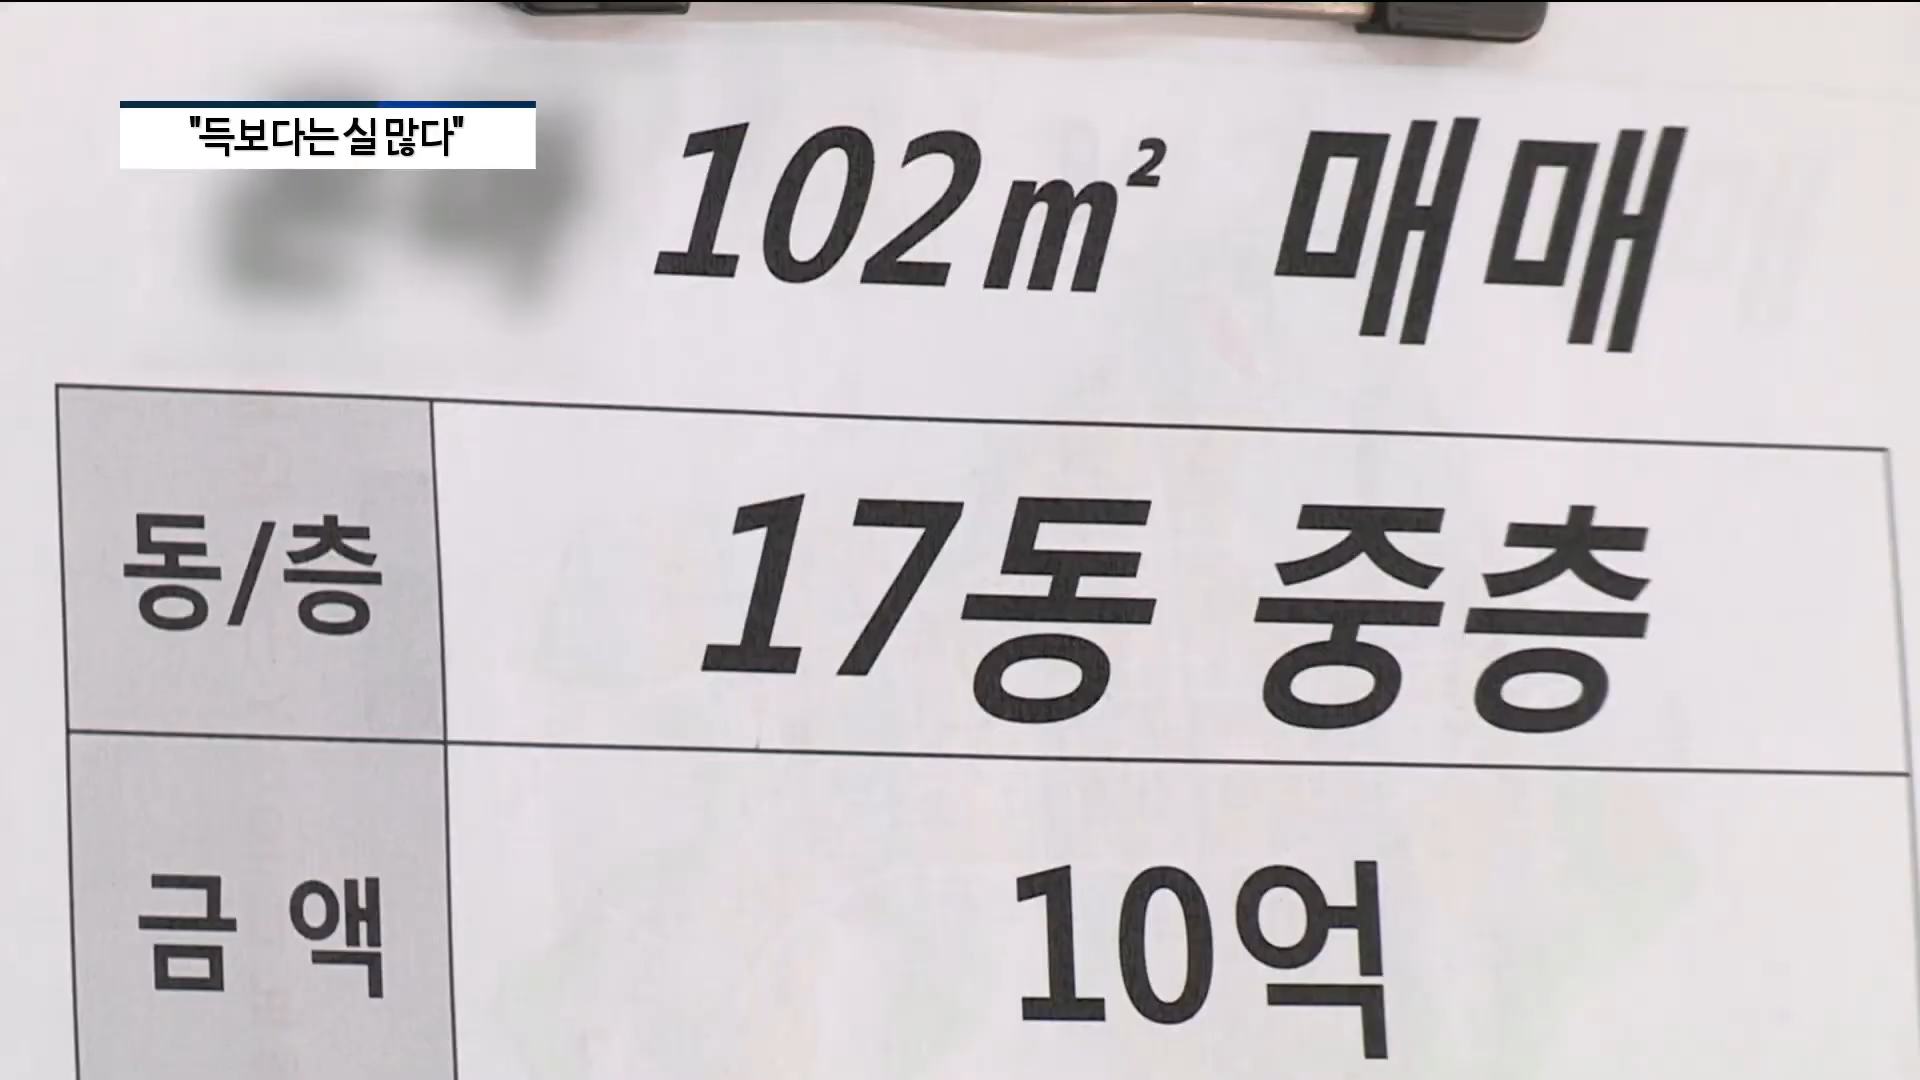 "득보다는 실 많다"
102㎡ 매매
동/층 17동 중층
금 액 10억